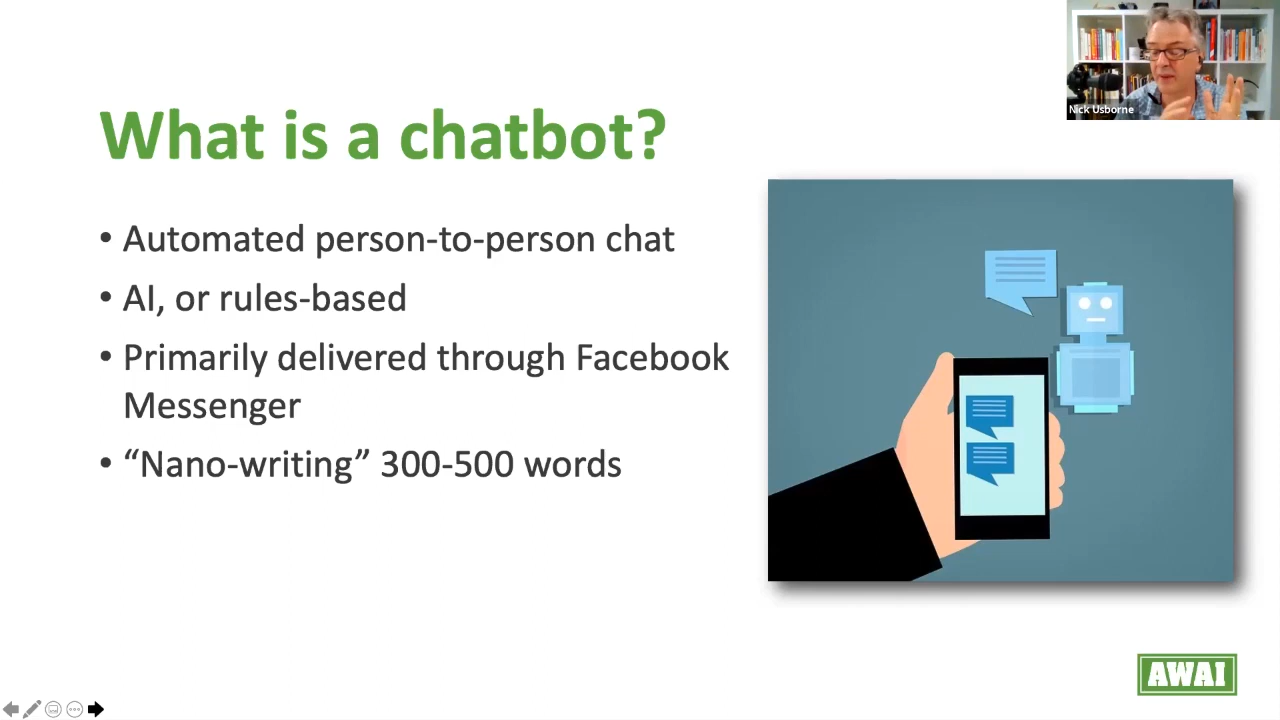 Nick Usborne
What is a chatbot?
• Automated person-to-person chat
• AI, or rules-based
• Primarily delivered through Facebook
Messenger
• “Nano-writing” 300-500 words
AWAI